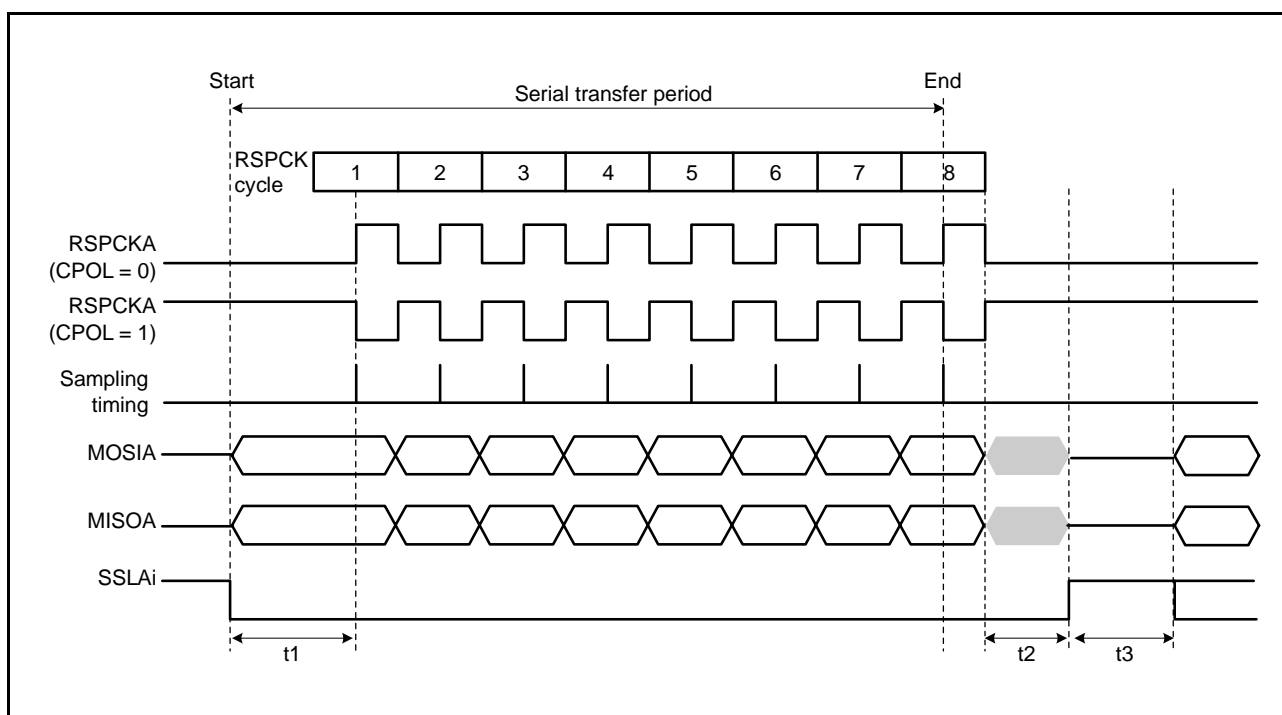 Start
End
Serial transfer period
RSPCK
cycle
1 2 3 4 5 6 7 8
RSPCKA
(CPOL = 0)
RSPCKA
(CPOL = 1)
Sampling
timing
MOSIA
MISOA
SSLAi
t1
t2
t3